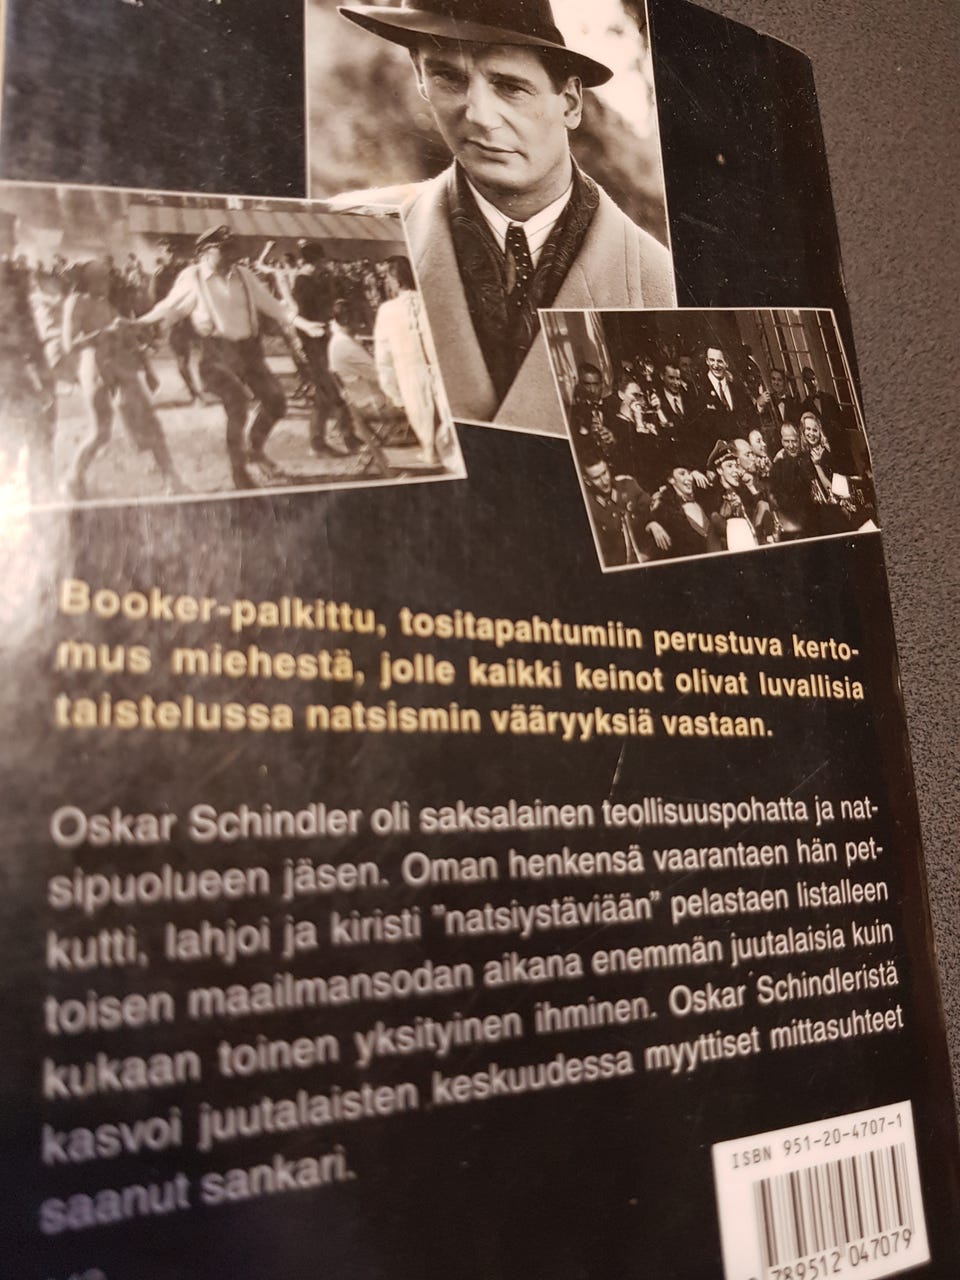 Booker-palkittu, tositapahtumiin perustuva kerto-
mus miehestä, jolle kaikki keinot olivat luvallisia
taistelussa natsismin vääryyksiä vastaan.
Oskar Schindler oli saksalainen teollisuuspohatta ja nat-
sipuolueen jäsen. Oman henkensä vaarantaen hän pet-
kutti, lahjoi ja kiristi "natsiystäviään" pelastaen listalleen
toisen maailmansodan aikana enemmän juutalaisia kuin
kukaan toinen yksityinen ihminen. Oskar Schindleristä
kasvoi juutalaisten keskuudessa myyttiset mittasuhteet
saanut sankari.
ISBN 951-20-4707-1
789512 047079